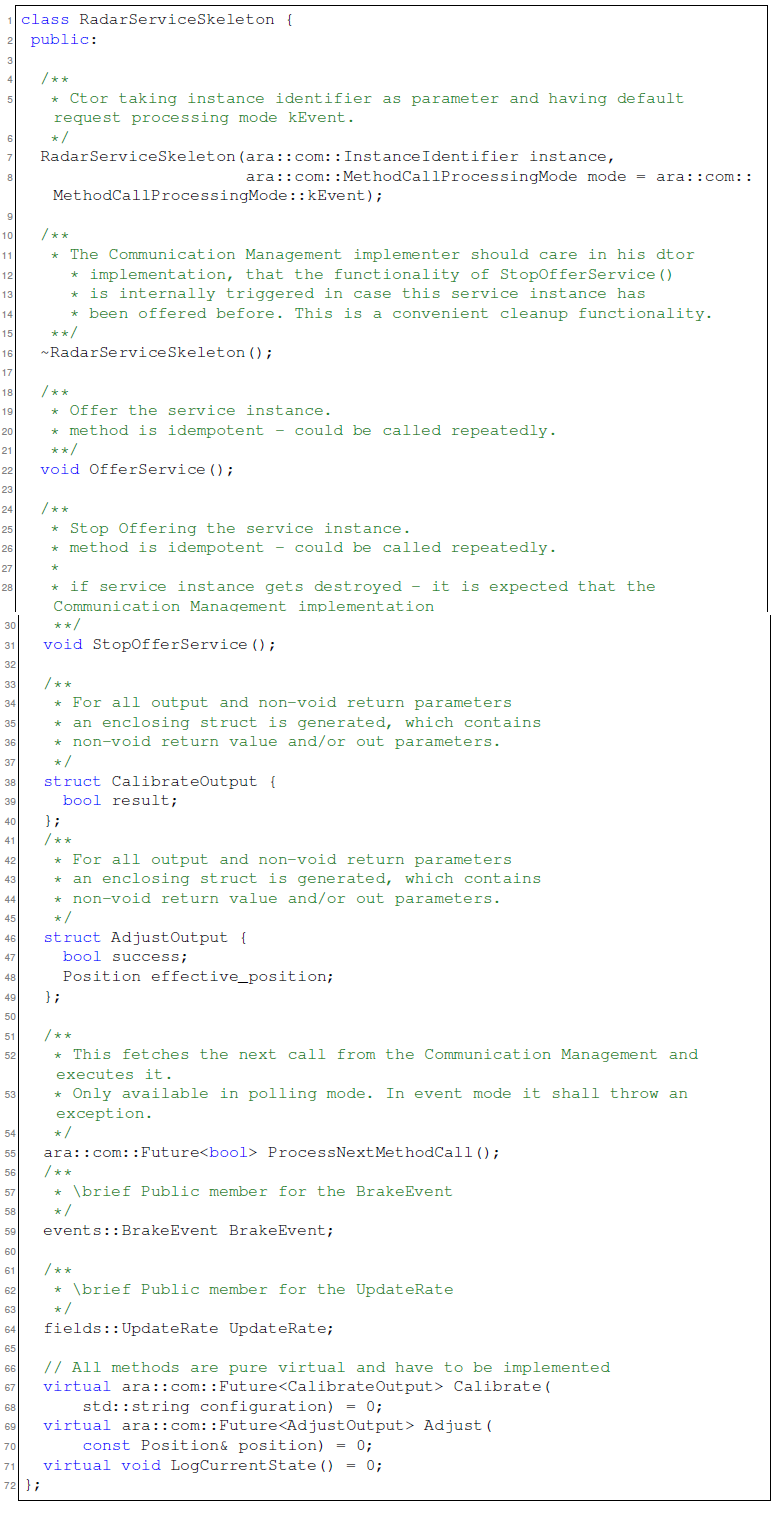 1 class RadarServiceSkeleton {
2 public:
3
4 /**
5 * Ctor taking instance identifier as parameter and having default
request processing mode kEvent.
6 */
7 RadarServiceSkeleton(ara::com::InstanceIdentifier instance,
8 ara::com::MethodCallProcessingMode mode = ara::com::
MethodCallProcessingMode::kEvent);
9
10 /**
11 * The Communication Management implementer should care in his dtor
12 * implementation, that the functionality of StopOfferService()
13 * is internally triggered in case this service instance has
14 * been offered before. This is a convenient cleanup functionality.
15 **/
16 ~RadarServiceSkeleton();
17
18 /**
19 * Offer the service instance.
20 * method is idempotent - could be called repeatedly.
21 **/
22 void OfferService();
23
24 /**
25 * Stop Offering the service instance.
26 * method is idempotent - could be called repeatedly.
27 *
28 * if service instance gets destroyed - it is expected that the
Communication Management implementation
30 **/
31 void StopOfferService();
32
33 /**
34 * For all output and non-void return parameters
35 * an enclosing struct is generated, which contains
36 * non-void return value and/or out parameters.
37 */
38 struct CalibrateOutput {
39 bool result;
40 };
41 /**
42 * For all output and non-void return parameters
43 * an enclosing struct is generated, which contains
44 * non-void return value and/or out parameters.
45 */
46 struct AdjustOutput {
47 bool success;
48 Position effective_position;
49 };
50
51 /**
52 * This fetches the next call from the Communication Management and
executes it.
53 * Only available in polling mode. In event mode it shall throw an
exception.
54 */
55 ara::com::Future<bool> ProcessNextMethodCall();
56 /**
57 * \brief Public member for the BrakeEvent
58 */
59 events::BrakeEvent BrakeEvent;
60
61 /**
62 * \brief Public member for the UpdateRate
63 */
64 fields::UpdateRate UpdateRate;
65
66 // All methods are pure virtual and have to be implemented
67 virtual ara::com::Future<CalibrateOutput> Calibrate(
68 std::string configuration) = 0;
69 virtual ara::com::Future<AdjustOutput> Adjust(
70 const Position& position) = 0;
71 virtual void LogCurrentState() = 0;
72 };